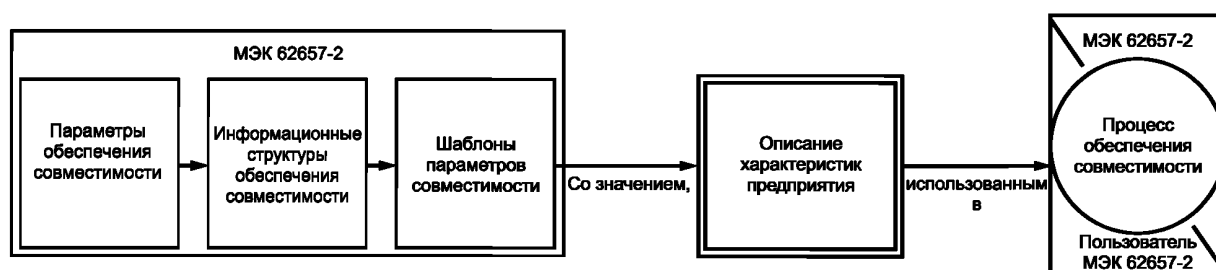 МЭК 62657-2
Параметры
обеспечения
совместимости
Информационные
структуры
обеспечения
совместимости
Шаблоны
параметров
совместимости
Со значением,
Описание
характеристик
предприятия
использованным
в
МЭК 62657-2
Процесс
обеспечения
совместимости
Пользователь
МЭК 62657-2